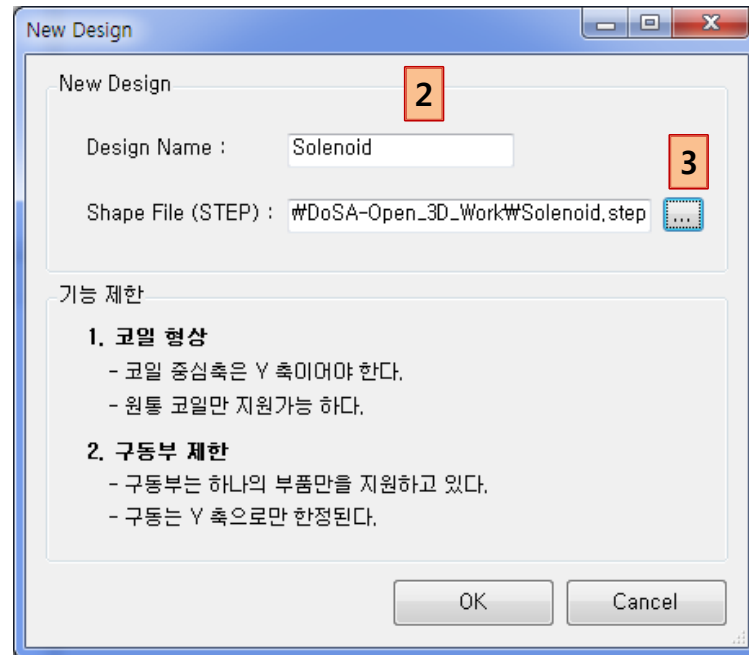 New Design
New Design
2
Design Name :
Solenoid
3
Shape File (STEP) :
₩DoSA-Open_3D_Work₩Solenoid.step
...
기능 제한
1. 코일 형상
- 코일 중심축은 Y 축이어야 한다.
- 원통 코일만 지원가능 하다.
2. 구동부 제한
- 구동부는 하나의 부품만을 지원하고 있다.
- 구동는 Y 축으로만 한정된다.
OK
Cancel